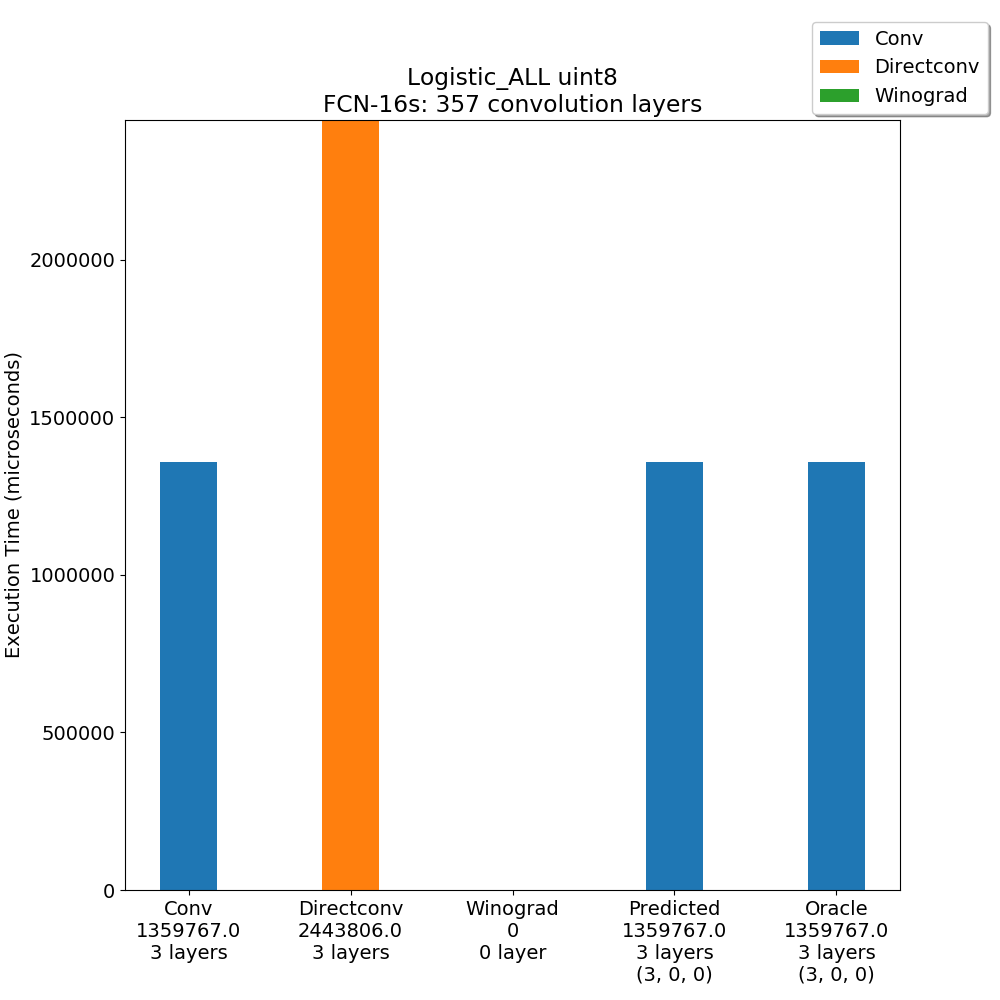 Conv
Directconv
Winograd
Logistic_ALL uint8
FCN-16s: 357 convolution layers
Execution Time (microseconds)
2000000
1500000
1000000
500000
0
Conv
1359767.0
3 layers
Directconv
2443806.0
3 layers
Winograd
0
0 layer
Predicted
1359767.0
3 layers
(3, 0, 0)
Oracle
1359767.0
3 layers
(3, 0, 0)